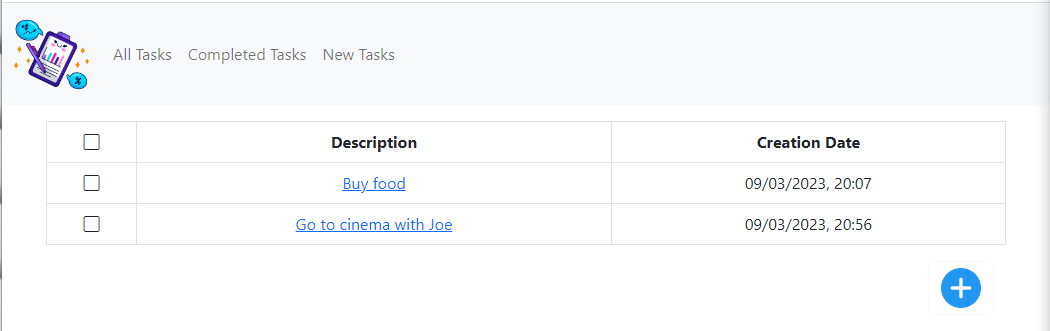 All Tasks Completed Tasks New Tasks
Description Creation Date
Buy food 09/03/2023, 20:07
Go to cinema with Joe 09/03/2023, 20:56